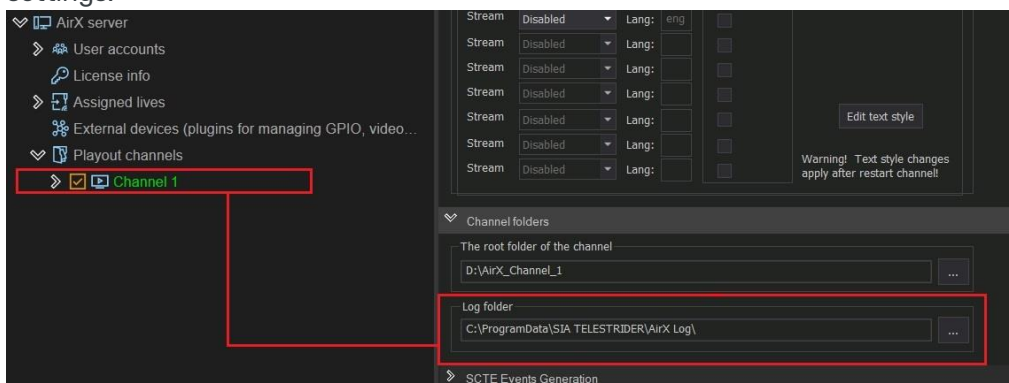 settings.
AirX server
User accounts
License info
Assigned lives
External devices (plugins for managing GPIO, video...
Playout channels
Channel 1
Stream Disabled Lang: eng
Stream Disabled Lang:
Stream Disabled Lang:
Stream Disabled Lang:
Stream Disabled Lang:
Stream Disabled Lang:
Stream Disabled Lang:
Edit text style
Warning! Text style changes
apply after restart channel!
Channel folders
The root folder of the channel
D:\AirX_Channel_1
...
Log folder
C:\ProgramData\SIA TELESTRIDER\AirX Log\
...
SCTE Events Generation